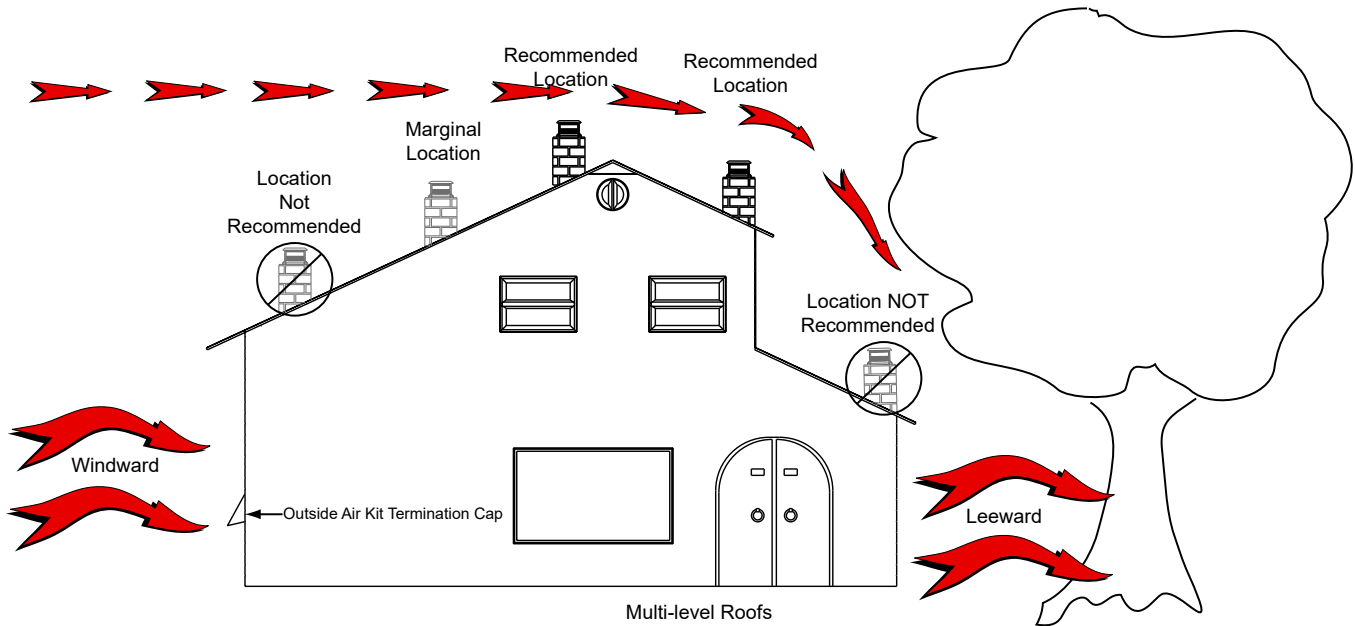 Recommended
Location
Recommended
Location
Marginal
Location
Location
Not
Recommended
Location NOT
Recommended
Windward
Outside Air Kit Termination Cap
Leeward
Multi-level Roofs